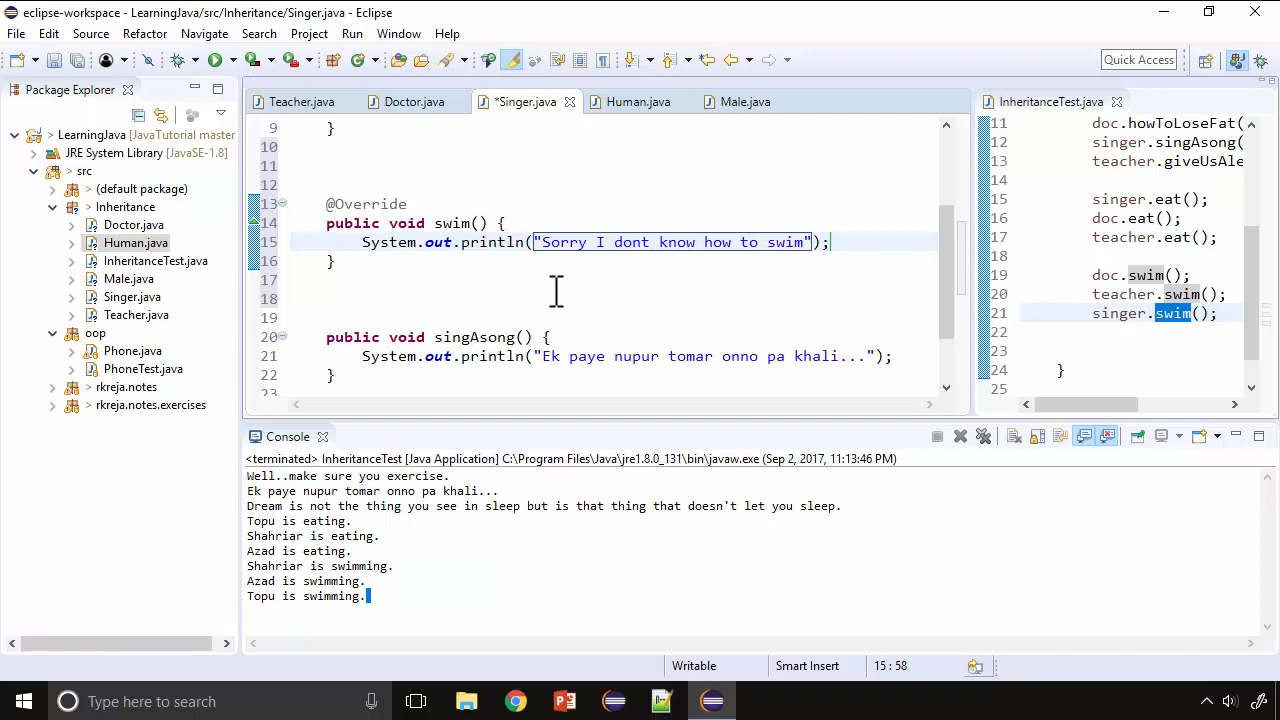 eclipse-workspace - LearningJava/src/Inheritance/Singer.java - Eclipse
File Edit Source Refactor Navigate Search Project Run Window Help
Quick Access
Package Explorer
LearningJava [JavaTutorial master
JRE System Library [JavaSE-1.8]
src
(default package)
Inheritance
Doctor.java
Human.java
InheritanceTest.java
Male.java
Singer.java
Teacher.java
oop
Phone.java
PhoneTest.java
rkreja.notes
rkreja.notes.exercises
Teacher.java Doctor.java *Singer.java Human.java Male.java
9 }
10
11
12
13 @Override
14 public void swim() {
15 System.out.println("Sorry I dont know how to swim");
16 }
17
18
19
20 public void singAsong() {
21 System.out.println("Ek paye nupur tomar onno pa khali...");
22 }
23
InheritanceTest.java
11 doc.howToLoseFat(
12 singer.singAsong(
13 teacher.giveUsAle
14
15 singer.eat();
16 doc.eat();
17 teacher.eat();
18
19 doc.swim();
20 teacher.swim();
21 singer.swim();
22
23
24 }
25
Console
<terminated> InheritanceTest [Java Application] C:\Program Files\Java\jre1.8.0_131\bin\javaw.exe (Sep 2, 2017, 11:13:46 PM)
Well..make sure you exercise.
Ek paye nupur tomar onno pa khali...
Dream is not the thing you see in sleep but is that thing that doesn't let you sleep.
Topu is eating.
Shahriar is eating.
Azad is eating.
Shahriar is swimming.
Azad is swimming.
Topu is swimming.
Writable Smart Insert 15 : 58
Type here to search